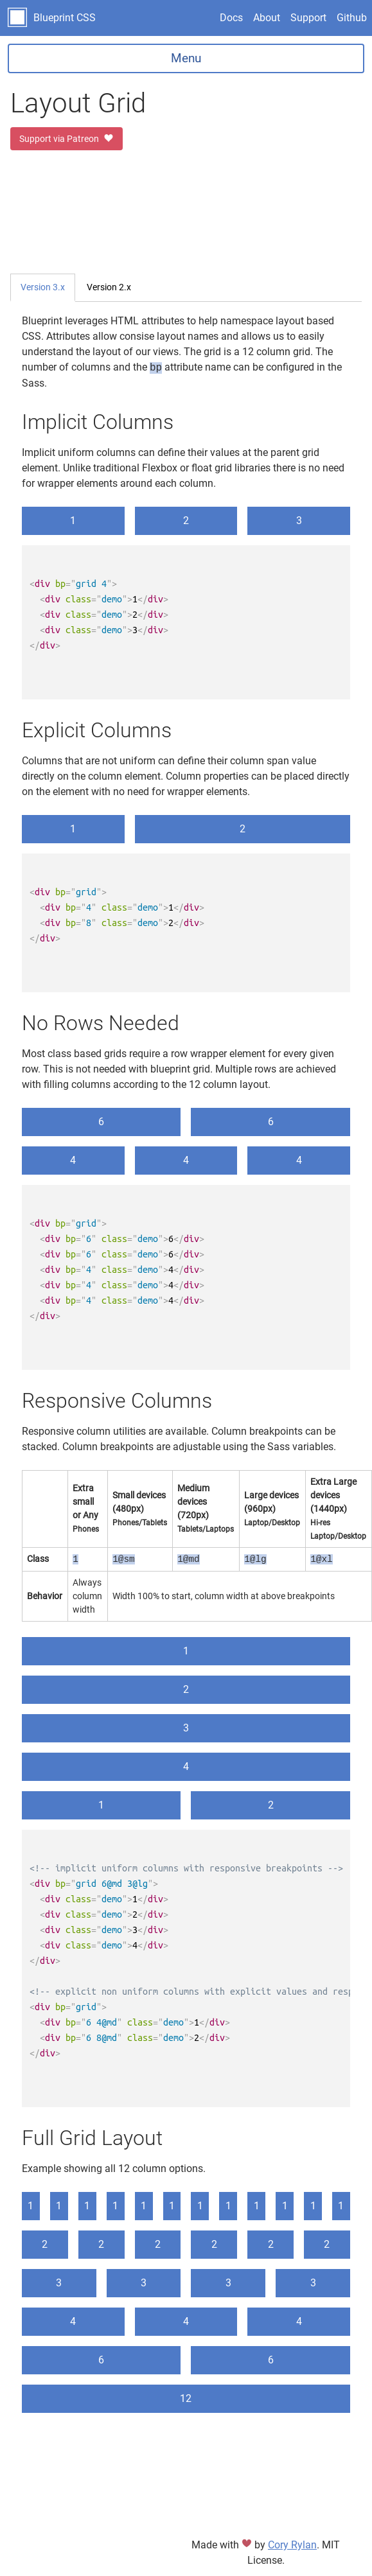 Blueprint CSS Docs About Support Github
Menu
Layout Grid
Support via Patreon
Version 3.x Version 2.x
Blueprint leverages HTML attributes to help namespace layout based
CSS. Attributes allow consise layout names and allows us to easily
understand the layout of our views. The grid is a 12 column grid. The
number of columns and the bp attribute name can be configured in the
Sass.
Implicit Columns
Implicit uniform columns can define their values at the parent grid
element. Unlike traditional Flexbox or float grid libraries there is no need
for wrapper elements around each column.
1 2 3
<div bp="grid 4">
<div class="demo">1</div>
<div class="demo">2</div>
<div class="demo">3</div>
</div>
Explicit Columns
Columns that are not uniform can define their column span value
directly on the column element. Column properties can be placed directly
on the element with no need for wrapper elements.
1 2
<div bp="grid">
<div bp="4" class="demo">1</div>
<div bp="8" class="demo">2</div>
</div>
No Rows Needed
Most class based grids require a row wrapper element for every given
row. This is not needed with blueprint grid. Multiple rows are achieved
with filling columns according to the 12 column layout.
6 6
4 4 4
<div bp="grid">
<div bp="6" class="demo">6</div>
<div bp="6" class="demo">6</div>
<div bp="4" class="demo">4</div>
<div bp="4" class="demo">4</div>
<div bp="4" class="demo">4</div>
</div>
Responsive Columns
Responsive column utilities are available. Column breakpoints can be
stacked. Column breakpoints are adjustable using the Sass variables.
Extra
small
or Any
Phones
Small devices
(480px)
Phones/Tablets
Medium
devices
(720px)
Tablets/Laptops
Large devices
(960px)
Laptop/Desktop
Extra Large
devices
(1440px)
Hi-res
Laptop/Desktop
Class 1 1@sm 1@md 1@lg 1@xl
Behavior
Always
column
width
Width 100% to start, column width at above breakpoints
1
2
3
4
1 2
<!-- implicit uniform columns with responsive breakpoints -->
<div bp="grid 6@md 3@lg">
<div class="demo">1</div>
<div class="demo">2</div>
<div class="demo">3</div>
<div class="demo">4</div>
</div>
<!-- explicit non uniform columns with explicit values and resp
<div bp="grid">
<div bp="6 4@md" class="demo">1</div>
<div bp="6 8@md" class="demo">2</div>
</div>
Full Grid Layout
Example showing all 12 column options.
1 1 1 1 1 1 1 1 1 1 1 1
2 2 2 2 2 2
3 3 3 3
4 4 4
6 6
12
Made with ♥ by Cory Rylan. MIT
License.